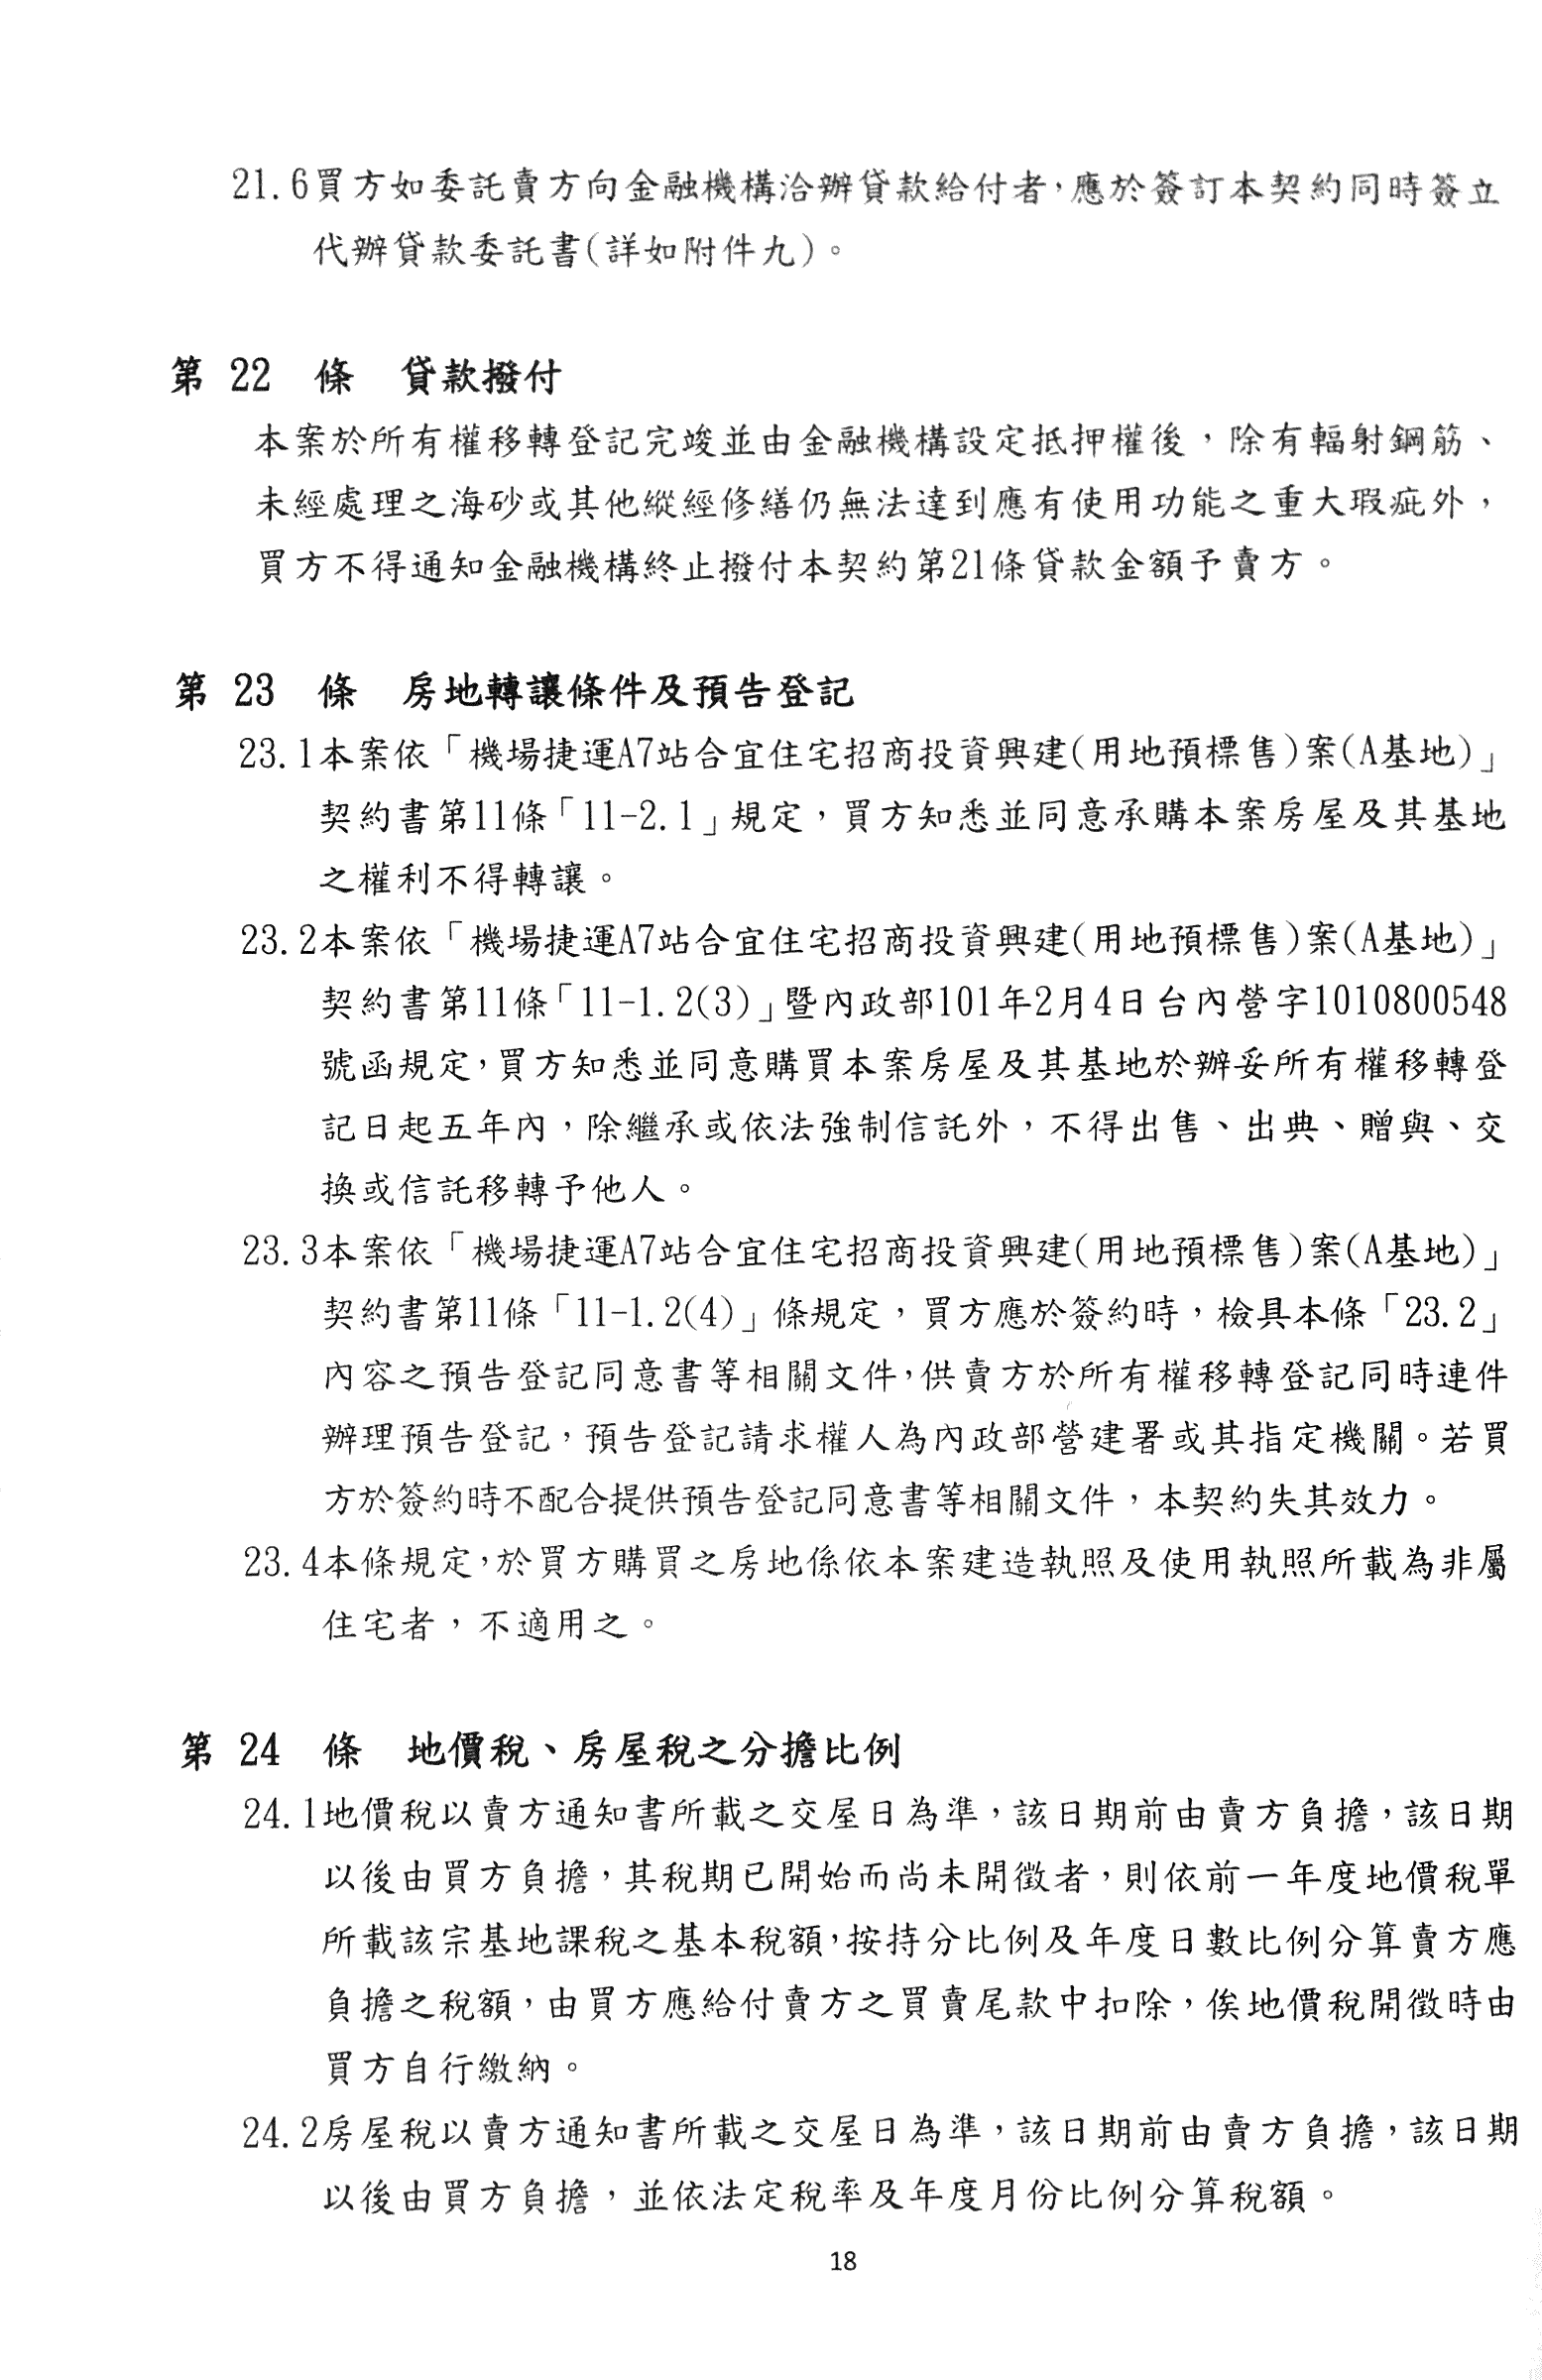 21.6買方如委託賣方向金融機構洽辦貸款給付者，應於簽訂本契約同時簽立
代辦貸款委託書(詳如附件九)。
第 22 條 貸款撥付
本案於所有權移轉登記完竣並由金融機構設定抵押權後，除有輻射鋼筋、
未經處理之海砂或其他縱經修繕仍無法達到應有使用功能之重大瑕疵外，
買方不得通知金融機構終止撥付本契約第21條貸款金額予賣方。
第 23 條 房地轉讓條件及預告登記
23.1本案依「機場捷運A7站合宜住宅招商投資興建(用地預標售)案(A基地)」
契約書第11條「11-2.1」規定，買方知悉並同意承購本案房屋及其基地
之權利不得轉讓。
23.2本案依「機場捷運A7站合宜住宅招商投資興建(用地預標售)案(A基地)」
契約書第11條「11-1.2(3)」暨內政部101年2月4日台內營字1010800548
號函規定，買方知悉並同意購買本案房屋及其基地於辦妥所有權移轉登
記日起五年內，除繼承或依法強制信託外，不得出售、出典、贈與、交
換或信託移轉予他人。
23.3本案依「機場捷運A7站合宜住宅招商投資興建(用地預標售)案(A基地)」
契約書第11條「11-1.2(4)」條規定，買方應於簽約時，檢具本條「23.2」
內容之預告登記同意書等相關文件，供賣方於所有權移轉登記同時連件
辦理預告登記，預告登記請求權人為內政部營建署或其指定機關。若買
方於簽約時不配合提供預告登記同意書等相關文件，本契約失其效力。
23.4本條規定，於買方購買之房地係依本案建造執照及使用執照所載為非屬
住宅者，不適用之。
第 24 條 地價稅、房屋稅之分擔比例
24.1地價稅以賣方通知書所載之交屋日為準，該日期前由賣方負擔，該日期
以後由買方負擔，其稅期已開始而尚未開徵者，則依前一年度地價稅單
所載該宗基地課稅之基本稅額，按持分比例及年度日數比例分算賣方應
負擔之稅額，由買方應給付賣方之買賣尾款中扣除，俟地價稅開徵時由
買方自行繳納。
24.2房屋稅以賣方通知書所載之交屋日為準，該日期前由賣方負擔，該日期
以後由買方負擔，並依法定稅率及年度月份比例分算稅額。
18